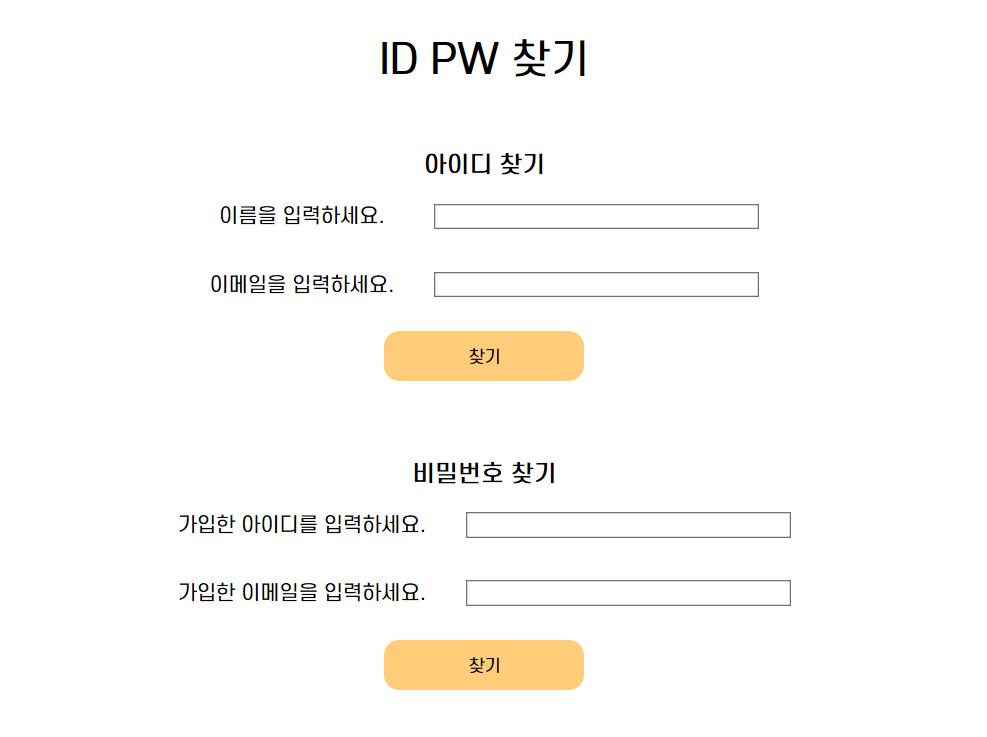 ID PW 찾기
아이디 찾기
이름을 입력하세요.
이메일을 입력하세요.
찾기
비밀번호 찾기
가입한 아이디를 입력하세요.
가입한 이메일을 입력하세요.
찾기